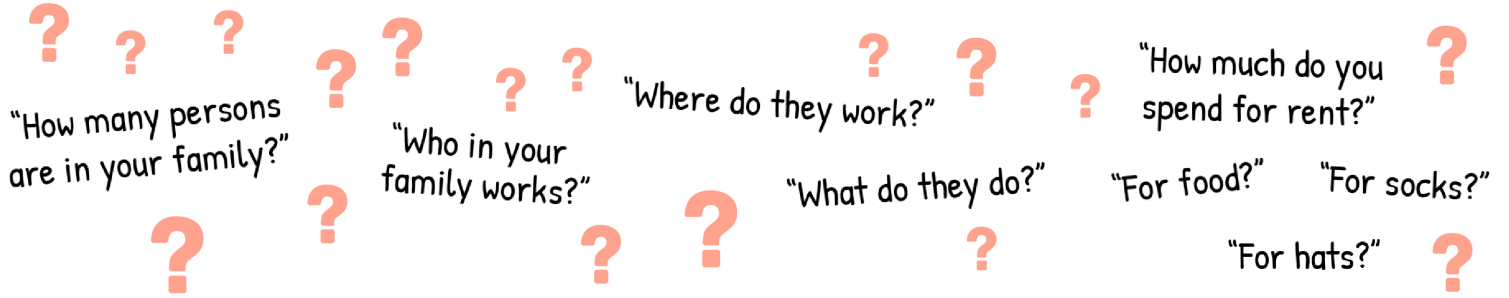 “How many persons
are in your family?”
“Who in your
family works?”
“Where do they work?”
“What do they do?”
“How much do you
spend for rent?”
“For food?”
“For socks?”
“For hats?”